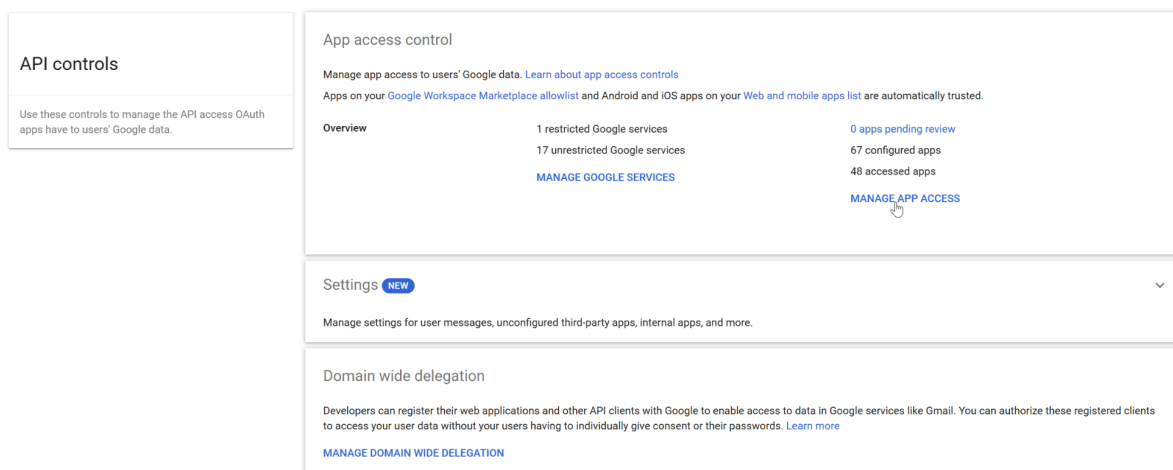 API controls
Use these controls to manage the API access OAuth
apps have to users' Google data.
App access control
Manage app access to users' Google data. Learn about app access controls
Apps on your Google Workspace Marketplace allowlist and Android and iOS apps on your Web and mobile apps list are automatically trusted.
Overview
1 restricted Google services
17 unrestricted Google services
MANAGE GOOGLE SERVICES
0 apps pending review
67 configured apps
48 accessed apps
MANAGE APP ACCESS
Settings NEW
Manage settings for user messages, unconfigured third-party apps, internal apps, and more.
Domain wide delegation
Developers can register their web applications and other API clients with Google to enable access to data in Google services like Gmail. You can authorize these registered clients
to access your user data without your users having to individually give consent or their passwords. Learn more
MANAGE DOMAIN WIDE DELEGATION